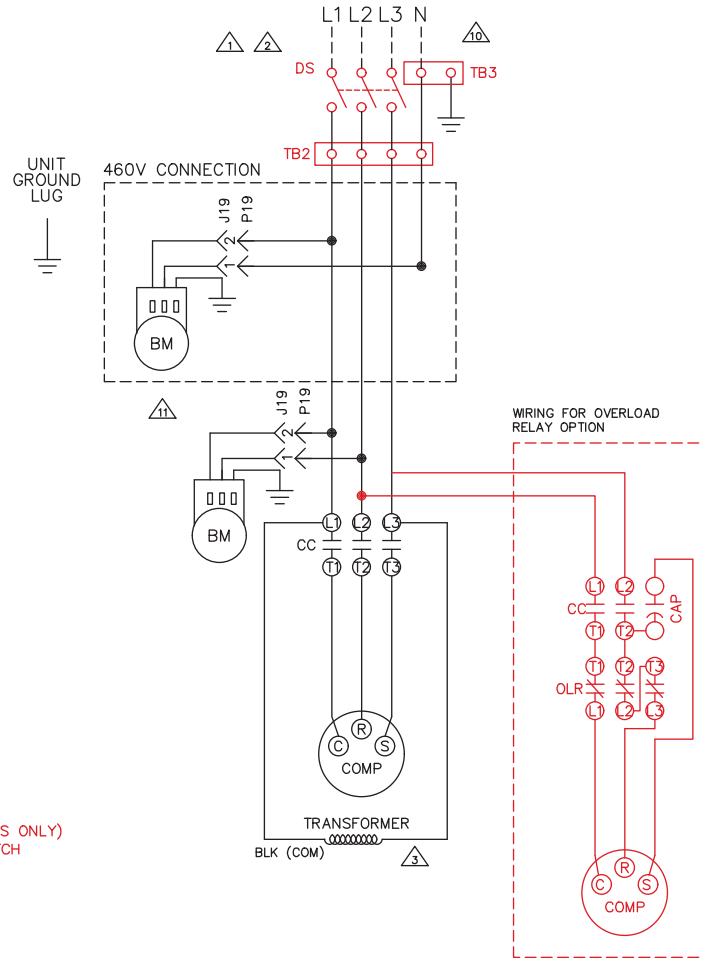 L1 L2 L3 N
1 2 10
DS TB3
TB2
UNIT
GROUND
LUG
460V CONNECTION
J19 P19
2
1
BM
11
J19 P19
2
1
BM
WIRING FOR OVERLOAD
RELAY OPTION
L1 L2 L3
CC
T1 T2 T3
L1 L2
CC CAP
T1 T2
T1 T2 T3
OLR
L1 L2 L3
R
C S
COMP
TRANSFORMER
BLK (COM) 3
S ONLY)
TCH
R
C S
COMP